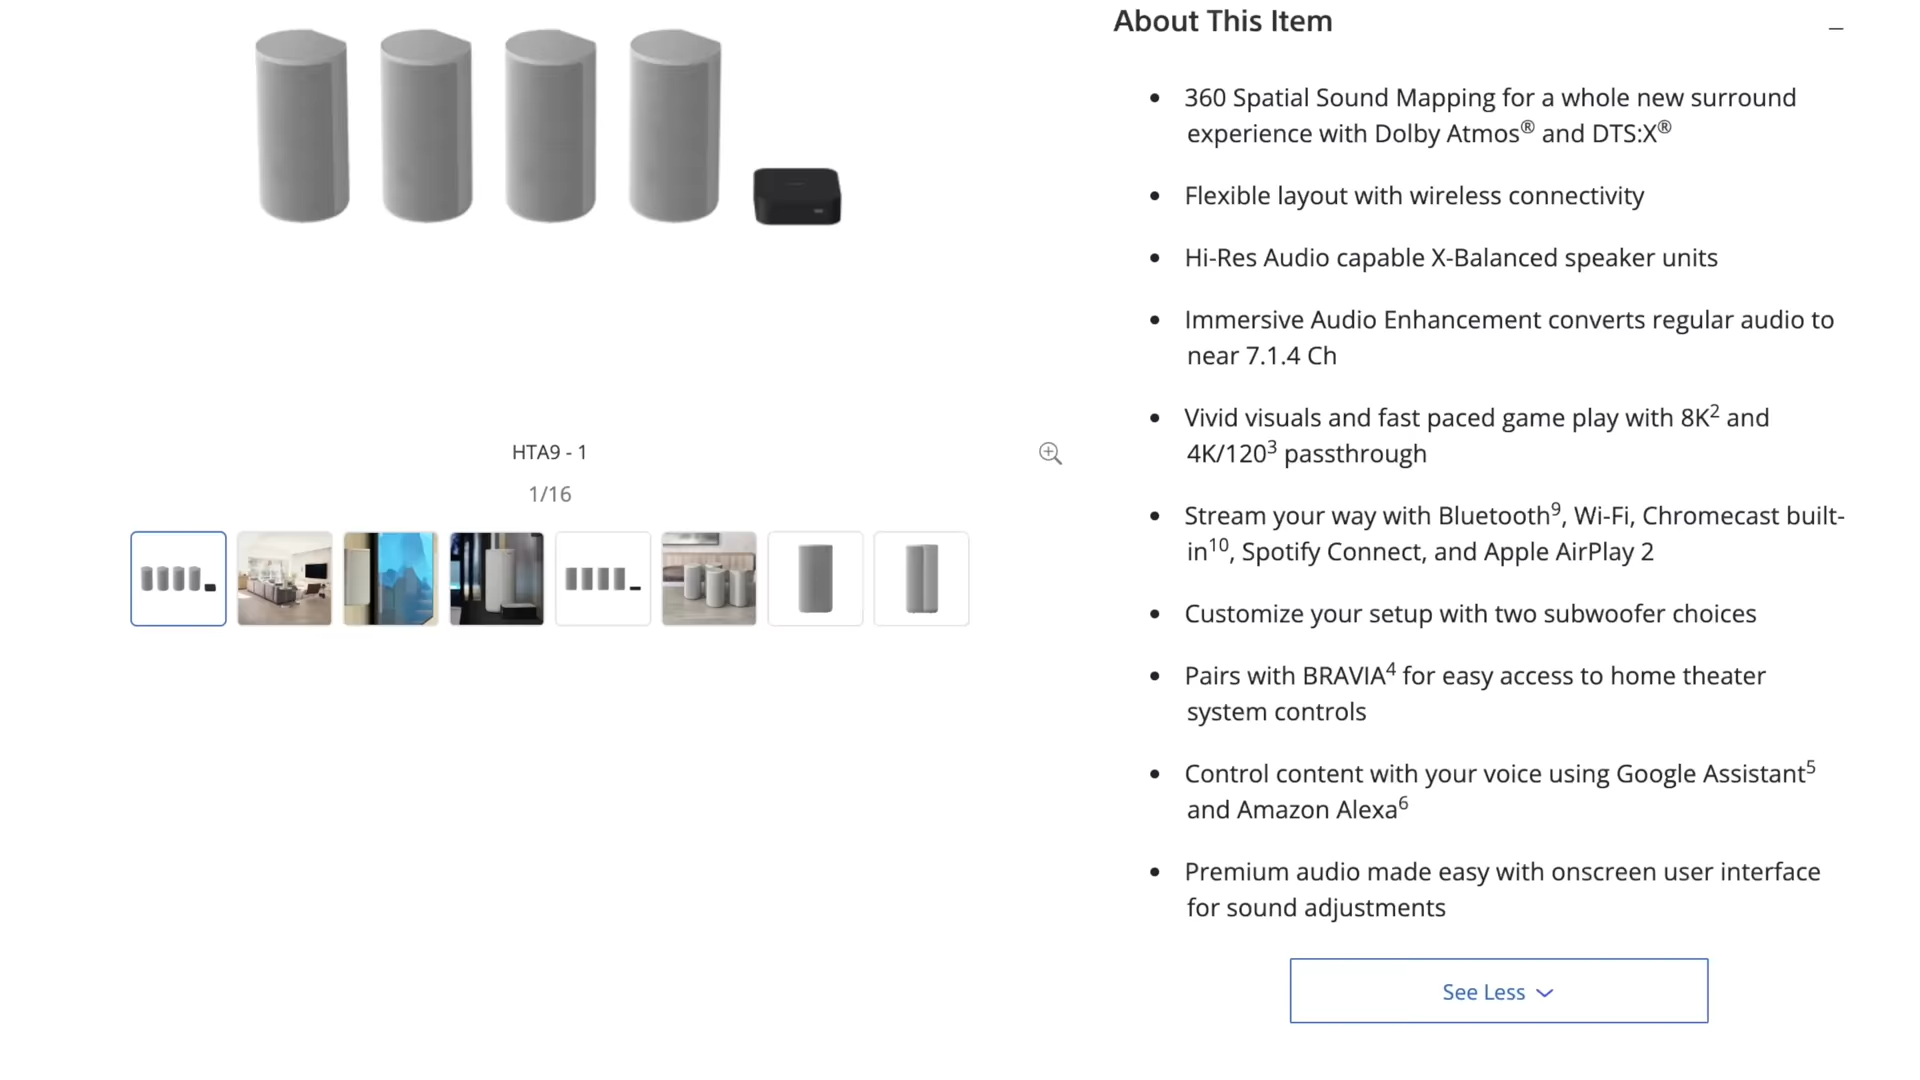 About This Item
360 Spatial Sound Mapping for a whole new surround
experience with Dolby Atmos® and DTS:X®
Flexible layout with wireless connectivity
Hi-Res Audio capable X-Balanced speaker units
Immersive Audio Enhancement converts regular audio to
near 7.1.4 Ch
Vivid visuals and fast paced game play with 8K² and
4K/120³ passthrough
Stream your way with Bluetooth⁹, Wi-Fi, Chromecast built-
in¹⁰, Spotify Connect, and Apple AirPlay 2
Customize your setup with two subwoofer choices
Pairs with BRAVIA⁴ for easy access to home theater
system controls
Control content with your voice using Google Assistant⁵
and Amazon Alexa⁶
Premium audio made easy with onscreen user interface
for sound adjustments
See Less
HTA9 - 1
1/16